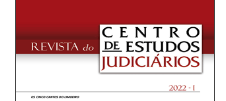 REVISTA do
CENTRO
DE ESTUDOS
JUDICIÁRIOS
2022 · I